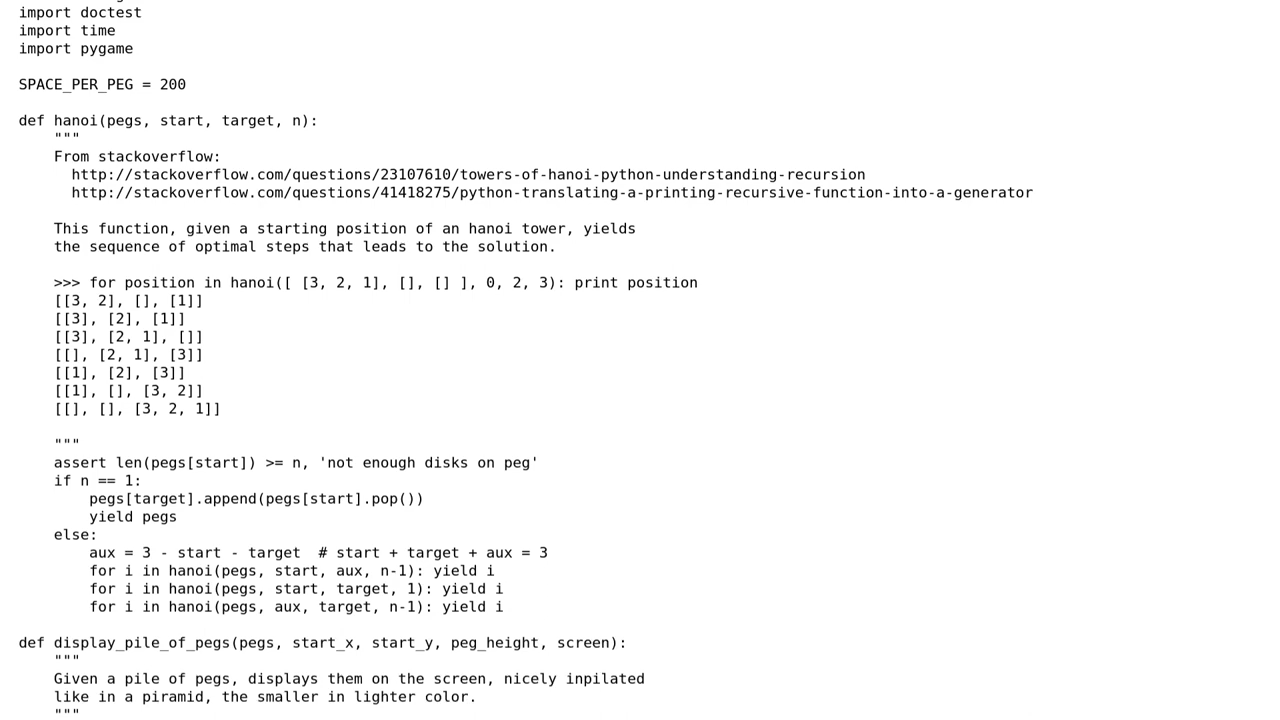 import doctest
import time
import pygame
SPACE_PER_PEG = 200
def hanoi(pegs, start, target, n):
    """
    From stackoverflow:
      http://stackoverflow.com/questions/23107610/towers-of-hanoi-python-understanding-recursion
      http://stackoverflow.com/questions/41418275/python-translating-a-printing-recursive-function-into-a-generator
    This function, given a starting position of an hanoi tower, yields
    the sequence of optimal steps that leads to the solution.
    >>> for position in hanoi([ [3, 2, 1], [], [] ], 0, 2, 3): print position
    [[3, 2], [], [1]]
    [[3], [2], [1]]
    [[3], [2, 1], []]
    [[], [2, 1], [3]]
    [[1], [2], [3]]
    [[1], [], [3, 2]]
    [[], [], [3, 2, 1]]
    """
    assert len(pegs[start]) >= n, 'not enough disks on peg'
    if n == 1:
        pegs[target].append(pegs[start].pop())
        yield pegs
    else:
        aux = 3 - start - target  # start + target + aux = 3
        for i in hanoi(pegs, start, aux, n-1): yield i
        for i in hanoi(pegs, start, target, 1): yield i
        for i in hanoi(pegs, aux, target, n-1): yield i
def display_pile_of_pegs(pegs, start_x, start_y, peg_height, screen):
    """
    Given a pile of pegs, displays them on the screen, nicely inpilated
    like in a piramid, the smaller in lighter color.
    """